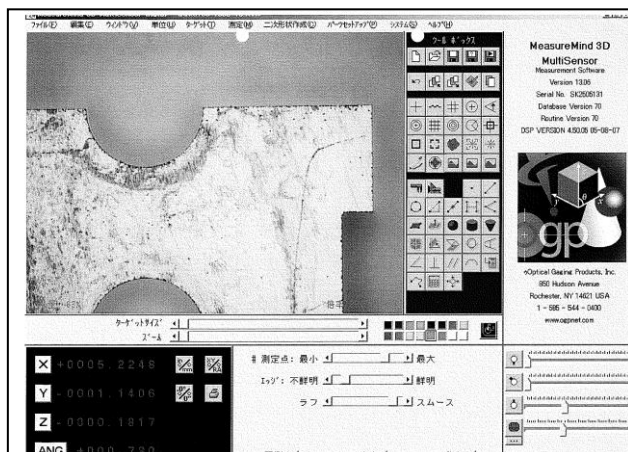 ファイル(F) 編集(E) ウィンドウ(V) 単位(U) ターゲット(T) 測定(M) 二次形状作成(C) パートセットアップ(P) システム(S) ヘルプ(H)
ツール ボックス
MeasureMind 3D
MultiSensor
Measurement Software
Version 13.06
Serial No. SK2505131
Database Version 70
Routine Version 70
DSP VERSION 4.50.05 05-08-07
ogp
Optical Gaging Products, Inc.
850 Hudson Avenue
Rochester, NY 14621 USA
1 - 585 - 544 - 0400
www.ogpnet.com
ターゲットサイズ
ズーム
X +0005.2248
Y -0001.1406
Z -0000.1817
ANG
# 測定点: 最小 最大
エッジ: 不鮮明 鮮明
ラフ スムース